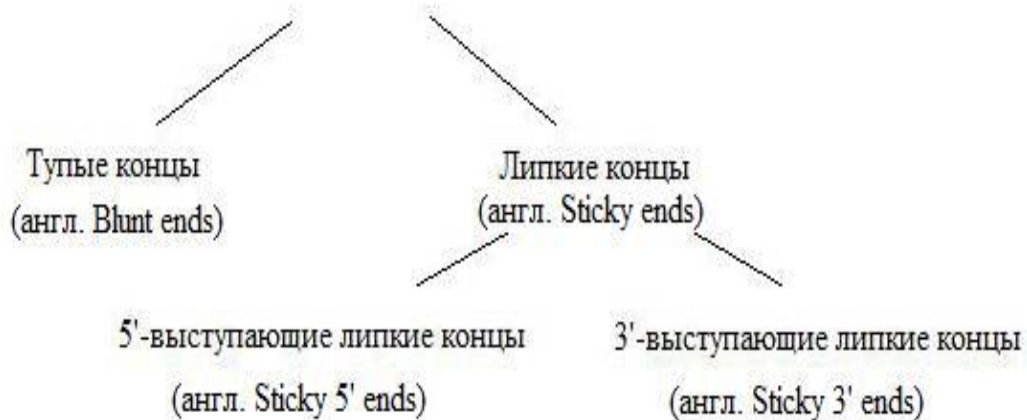 Тупые концы
(англ. Blunt ends)
Липкие концы
(англ. Sticky ends)
5'-выступающие липкие концы
(англ. Sticky 5' ends)
3'-выступающие липкие концы
(англ. Sticky 3' ends)